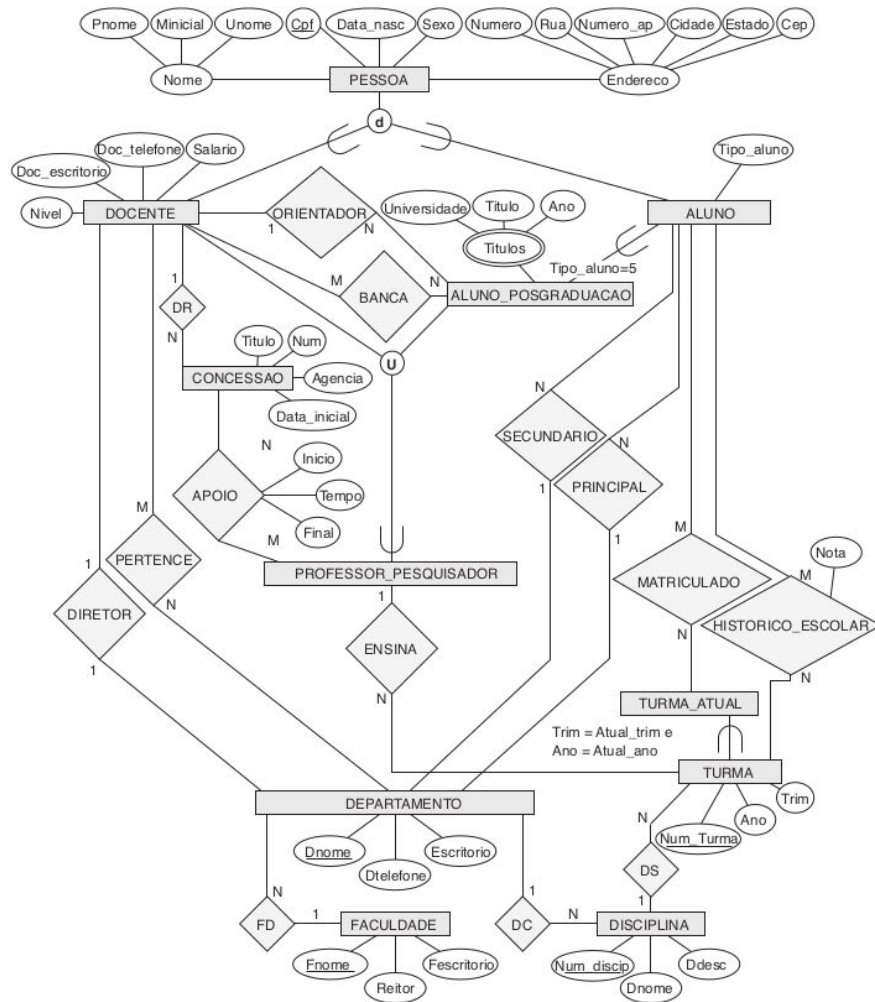 Pnome
Minicial
Unome
Cpf
Data_nasc
Sexo
Numero
Rua
Numero_ap
Cidade
Estado
Cep
Nome
PESSOA
Endereco
d
Doc_telefone
Salario
Doc_escritorio
Tipo_aluno
Nivel
DOCENTE
ORIENTADOR
Universidade
Titulo
Ano
ALUNO
1
N
Titulos
Tipo_aluno=5
1
M
N
BANCA
ALUNO_POSGRADUACAO
DR
N
Titulo
Num
U
CONCESSAO
Agencia
Data_inicial
N
N
SECUNDARIO
N
Inicio
APOIO
Tempo
PRINCIPAL
1
Final
M
M
M
1
PERTENCE
PROFESSOR_PESQUISADOR
MATRICULADO
Nota
M
1
1
DIRETOR
N
ENSINA
HISTORICO_ESCOLAR
1
N
N
N
TURMA_ATUAL
Trim = Atual_trim e
Ano = Atual_ano
TURMA
DEPARTAMENTO
Trim
Ano
N
Num_Turma
Dnome
Escritorio
Dtelefone
DS
N
1
1
FD
1
FACULDADE
DC
N
DISCIPLINA
Fnome
Fescritorio
Reitor
Num_discip
Ddesc
Dnome